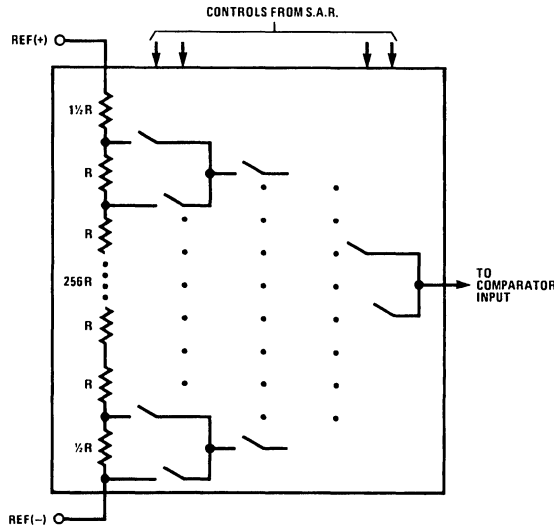 CONTROLS FROM S.A.R.
REF(+)
1½R
R
R
256R
R
R
½R
REF(−)
TO
COMPARATOR
INPUT